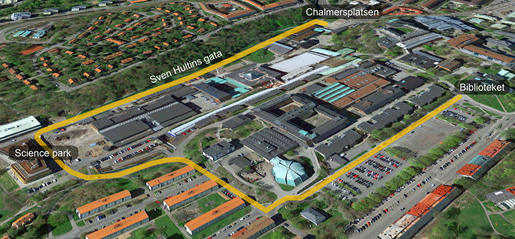 Chalmersplatsen
Sven Hultins gata
Biblioteket
Science park